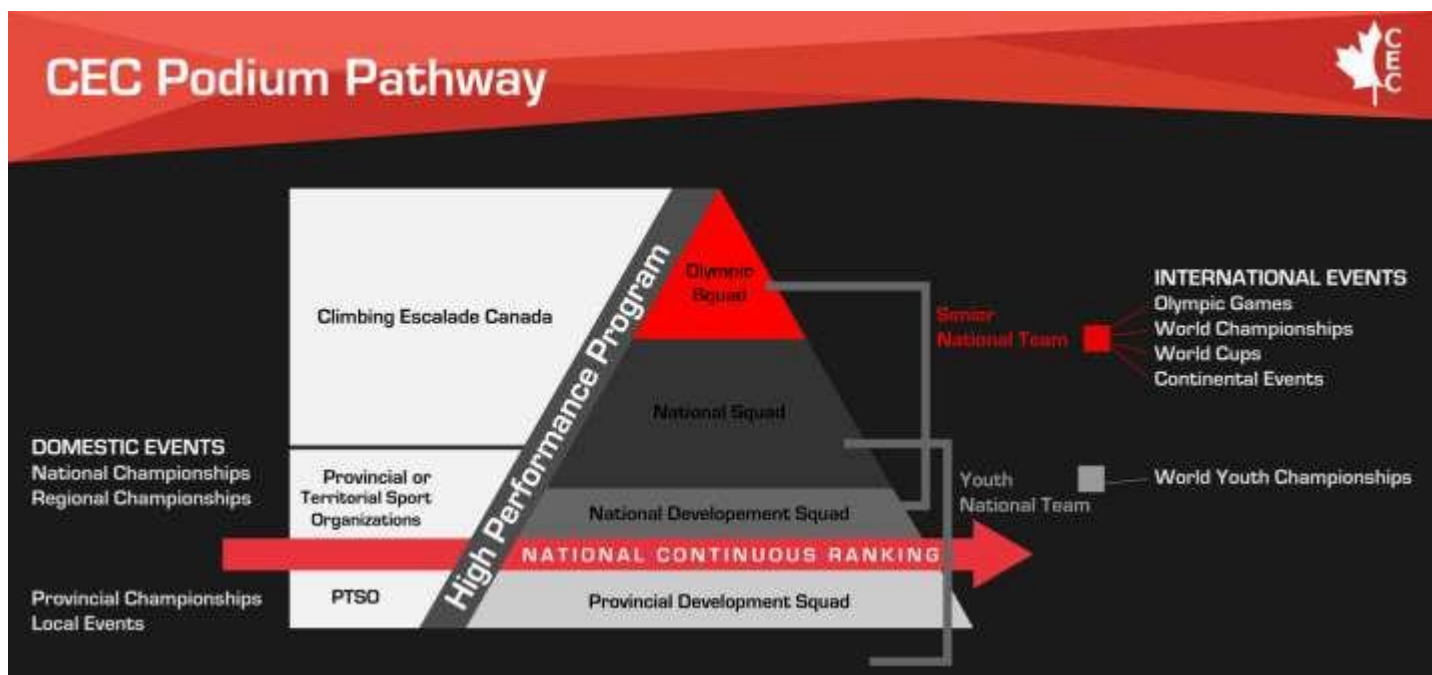 CEC Podium Pathway
CEC
Climbing Escalade Canada
High Performance Program
Olympic
Squad
National Squad
National Developement Squad
NATIONAL CONTINUOUS RANKING
Provincial Development Squad
DOMESTIC EVENTS
National Championships
Regional Championships
Provincial or
Territorial Sport
Organizations
PTSO
Provincial Championships
Local Events
Senior
National Team
INTERNATIONAL EVENTS
Olympic Games
World Championships
World Cups
Continental Events
Youth
National Team
World Youth Championships